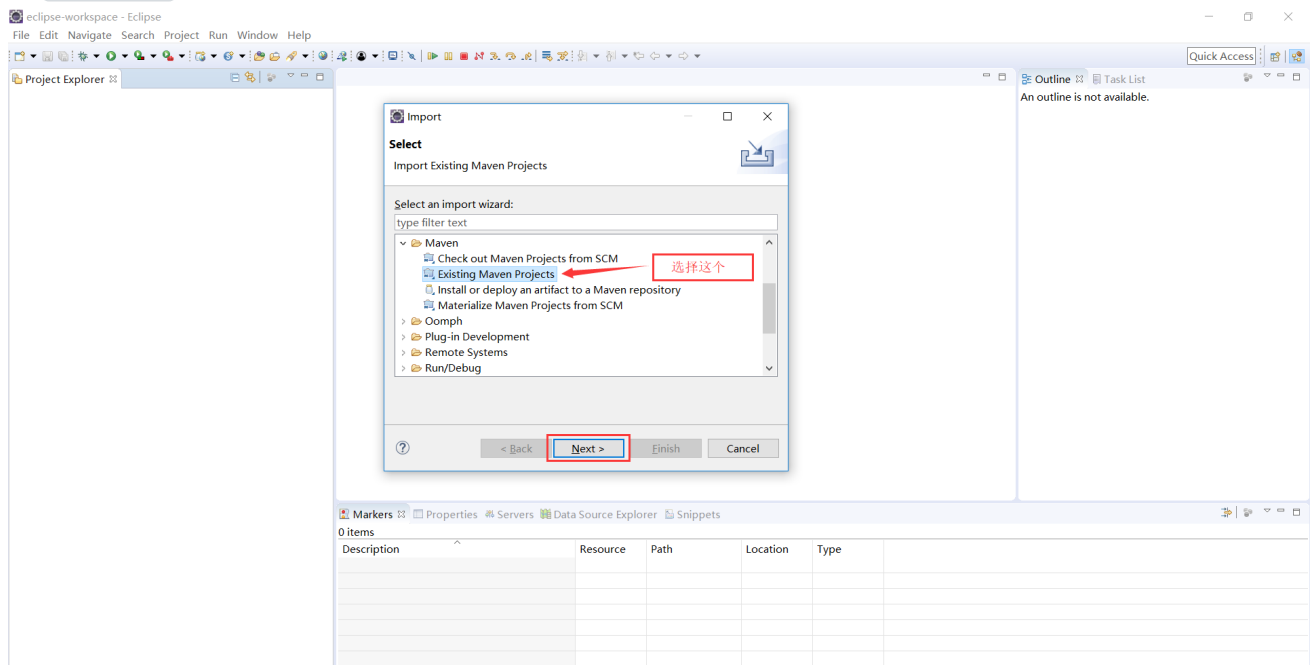 eclipse-workspace - Eclipse
File Edit Navigate Search Project Run Window Help
Quick Access
Project Explorer
Outline Task List
An outline is not available.
Import
Select
Import Existing Maven Projects
Select an import wizard:
type filter text
Maven
Check out Maven Projects from SCM
Existing Maven Projects
选择这个
Install or deploy an artifact to a Maven repository
Materialize Maven Projects from SCM
Oomph
Plug-in Development
Remote Systems
Run/Debug
? < Back Next > Finish Cancel
Markers Properties Servers Data Source Explorer Snippets
0 items
Description Resource Path Location Type